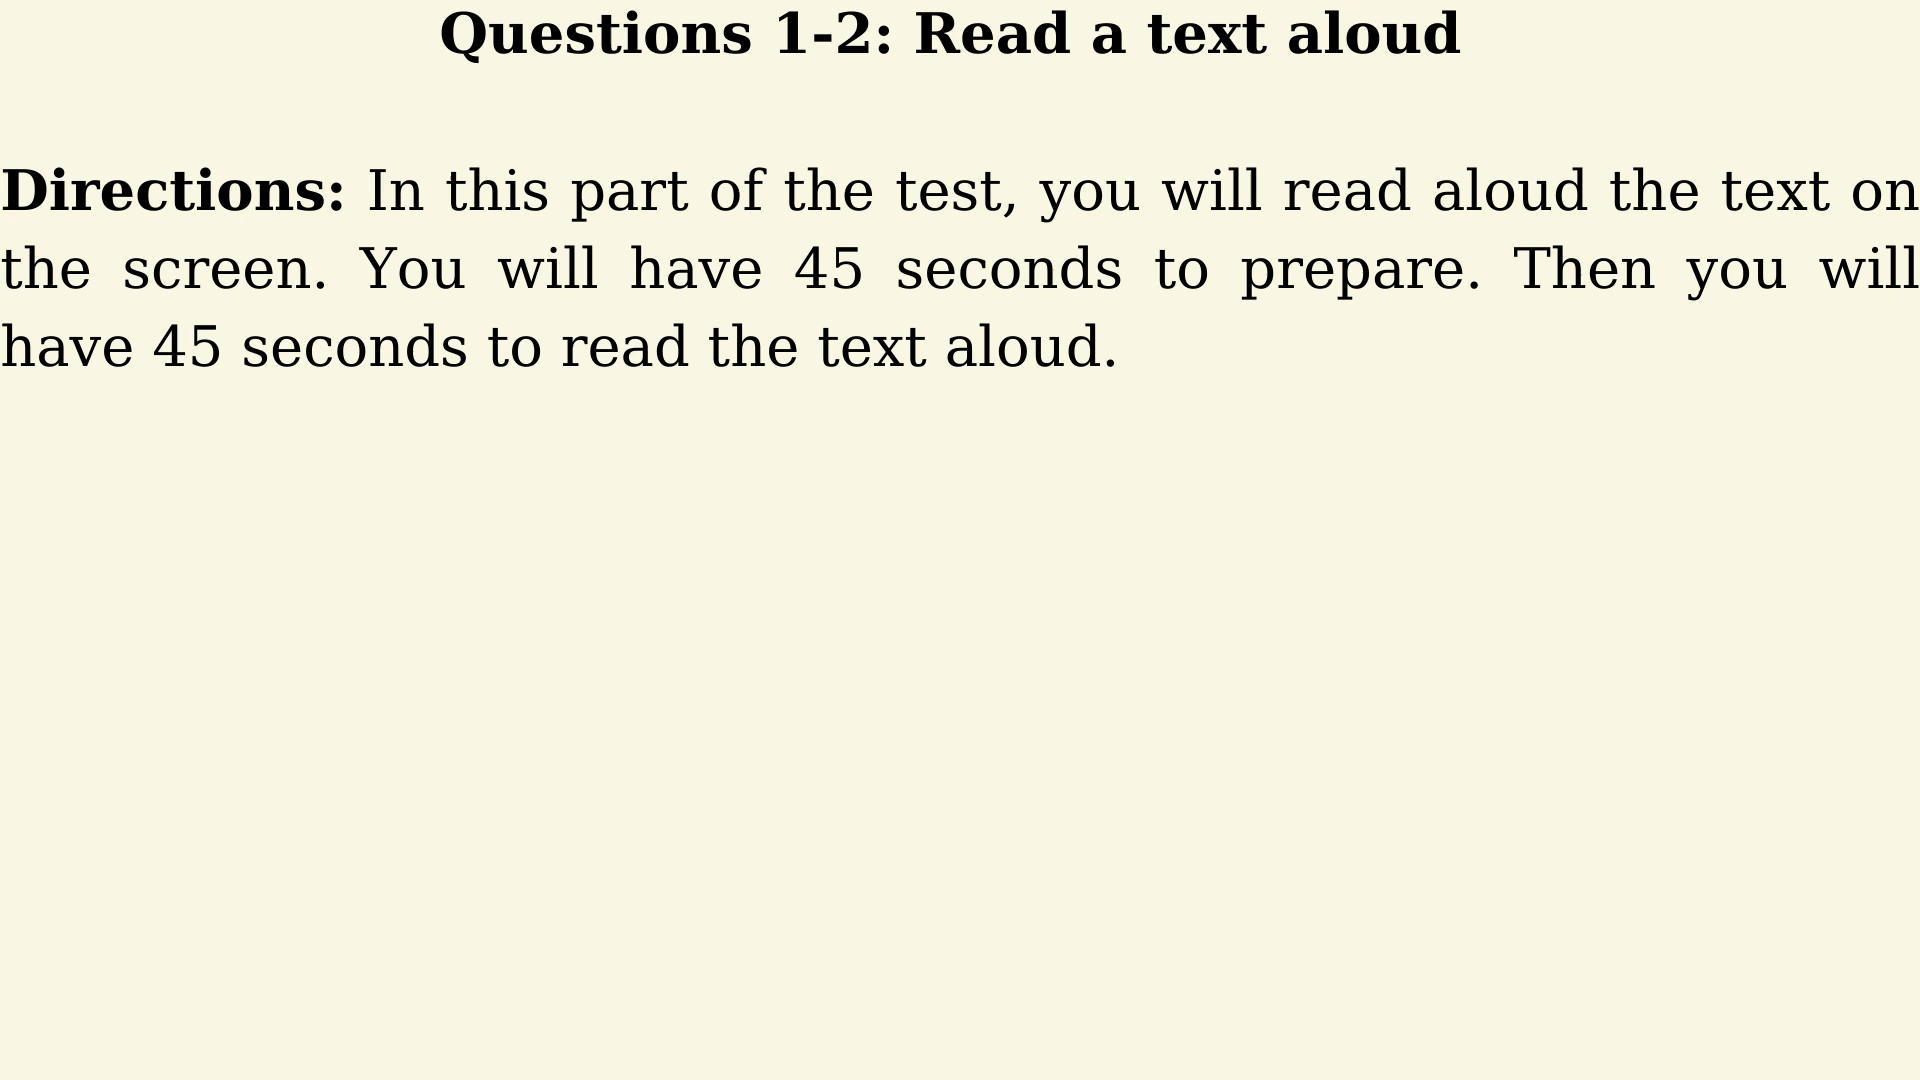 Questions 1-2: Read a text aloud
Directions: In this part of the test, you will read aloud the text on
the screen. You will have 45 seconds to prepare. Then you will
have 45 seconds to read the text aloud.